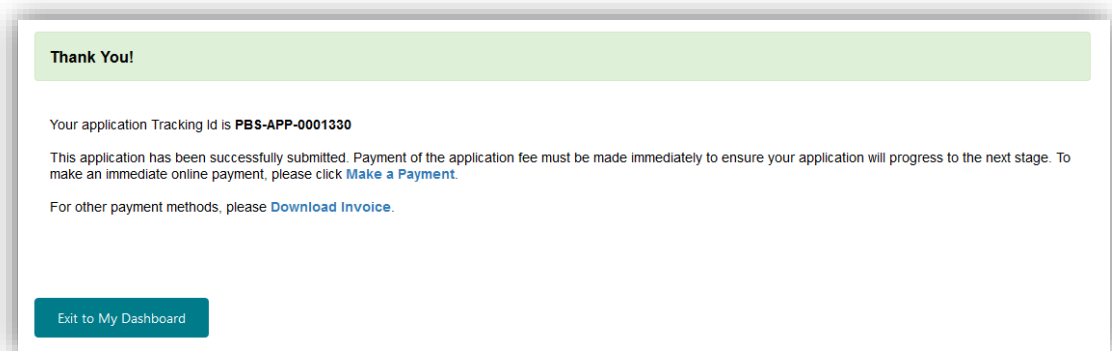 Thank You!
Your application Tracking Id is PBS-APP-0001330
This application has been successfully submitted. Payment of the application fee must be made immediately to ensure your application will progress to the next stage. To
make an immediate online payment, please click Make a Payment.
For other payment methods, please Download Invoice.
Exit to My Dashboard